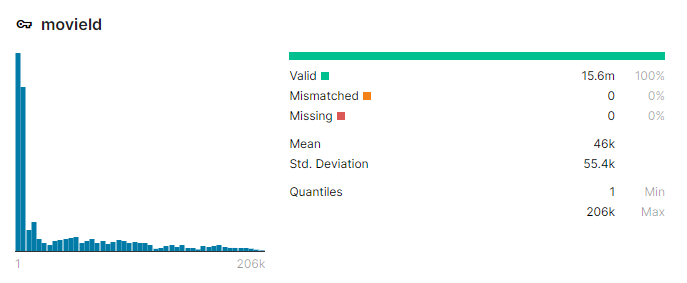 movieId
Valid 15.6m 100%
Mismatched 0 0%
Missing 0 0%
Mean 46k
Std. Deviation 55.4k
Quantiles 1 Min
206k Max
1 206k